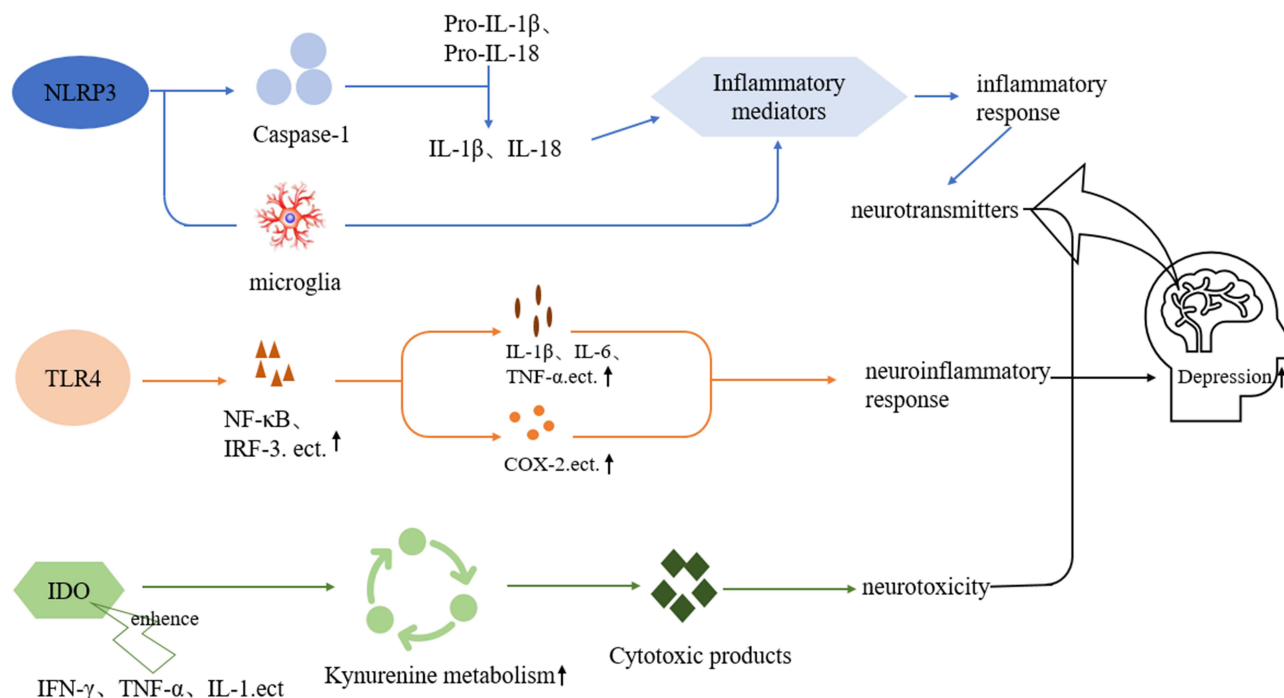 NLRP3
Caspase-1
Pro-IL-1β、
Pro-IL-18
IL-1β、IL-18
Inflammatory
mediators
inflammatory
response
neurotransmitters
microglia
TLR4
NF-κB、
IRF-3. ect.↑
IL-1β、IL-6、
TNF-α.ect.↑
COX-2.ect.↑
neuroinflammatory
response
Depression↑
IDO
enhence
IFN-γ、TNF-α、IL-1.ect
Kynurenine metabolism↑
Cytotoxic products
neurotoxicity